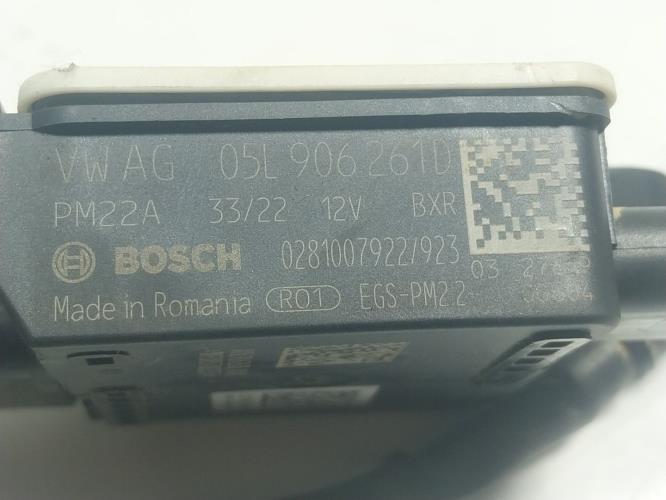 VW AG 05L 906 261D
PM22A 33/22 12V BXR
BOSCH 0281007922/923
Made in Romania R01 EGS-PM2.2
03